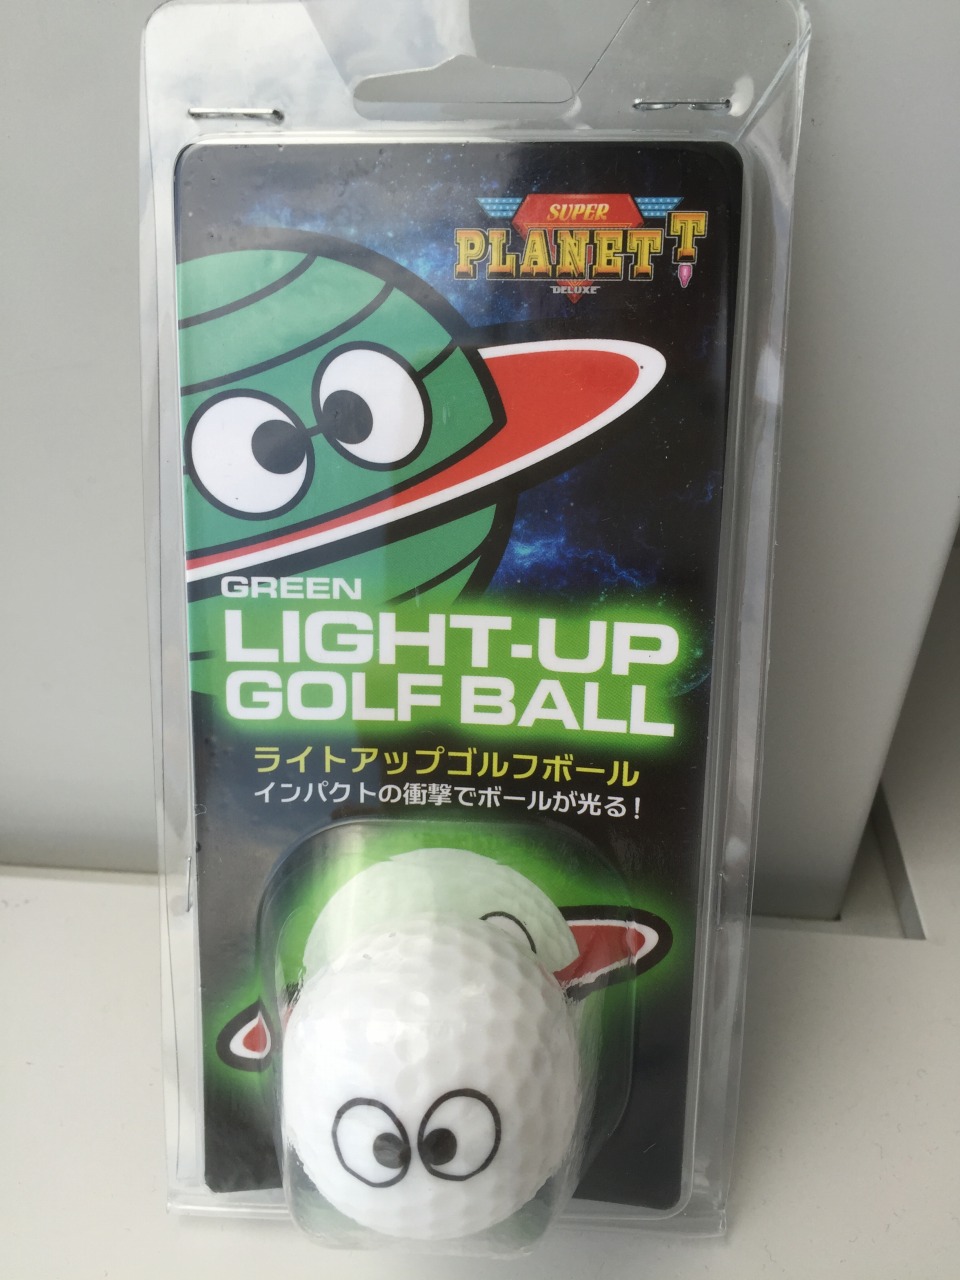 SUPER
PLANET T
DELUXE
GREEN
LIGHT-UP
GOLF BALL
ライトアップゴルフボール
インパクトの衝撃でボールが光る！